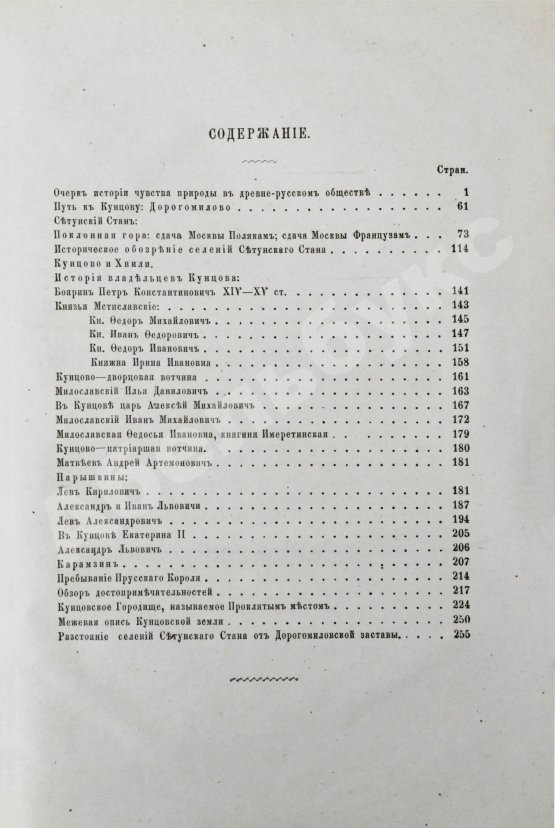 СОДЕРЖАНІЕ.
Стран.
Очеркъ исторіи чувства природы въ древне-русскомъ обществѣ . . . . . . 1
Путь къ Кунцову: Дорогомилово . . . . . . 61
Сѣтунскій Станъ:
Поклонная гора: сдача Москвы Полякамъ; сдача Москвы Французамъ . . . 73
Историческое обозрѣніе селеній Сѣтунскаго Стана . . . . . . 114
Кунцово и Хвили.
Исторія владѣльцевъ Кунцова:
Бояринъ Петръ Константиновичъ XIV—XV ст. . . . . . . 141
Князья Мстиславскіе: . . . . . . 143
Кн. Ѳедоръ Михайловичъ . . . . . . 145
Кн. Иванъ Ѳедоровичъ . . . . . . 147
Кн. Ѳедоръ Ивановичъ . . . . . . 151
Княжна Ирина Ивановна . . . . . . 158
Кунцово—дворцовая вотчина . . . . . . 161
Милославскій Илья Даниловичъ . . . . . . 163
Въ Кунцовѣ царь Алексѣй Михайловичъ . . . . . . 167
Милославскій Иванъ Михайловичъ . . . . . . 172
Милославская Ѳедосья Ивановна, княгиня Имеретинская . . . . . . 179
Кунцово—патріаршая вотчина. . . . . . . 180
Матвѣевъ Андрей Артемоновичъ . . . . . . 181
Нарышкины:
Левъ Кириловичъ . . . . . . 181
Александръ и Иванъ Львовичи . . . . . . 187
Левъ Александровичъ . . . . . . 194
Въ Кунцовѣ Екатерина II . . . . . . 205
Александръ Львовичъ . . . . . . 206
Карамзинъ . . . . . . 207
Пребываніе Прусскаго Короля . . . . . . 214
Обзоръ достопримѣчательностей . . . . . . 217
Кунцовское Городище, называемое Проклятымъ мѣстомъ . . . . . . 224
Межевая опись Кунцовской земли . . . . . . 250
Разстояніе селеній Сѣтунскаго Стана отъ Дорогомиловской заставы. . . . . 255